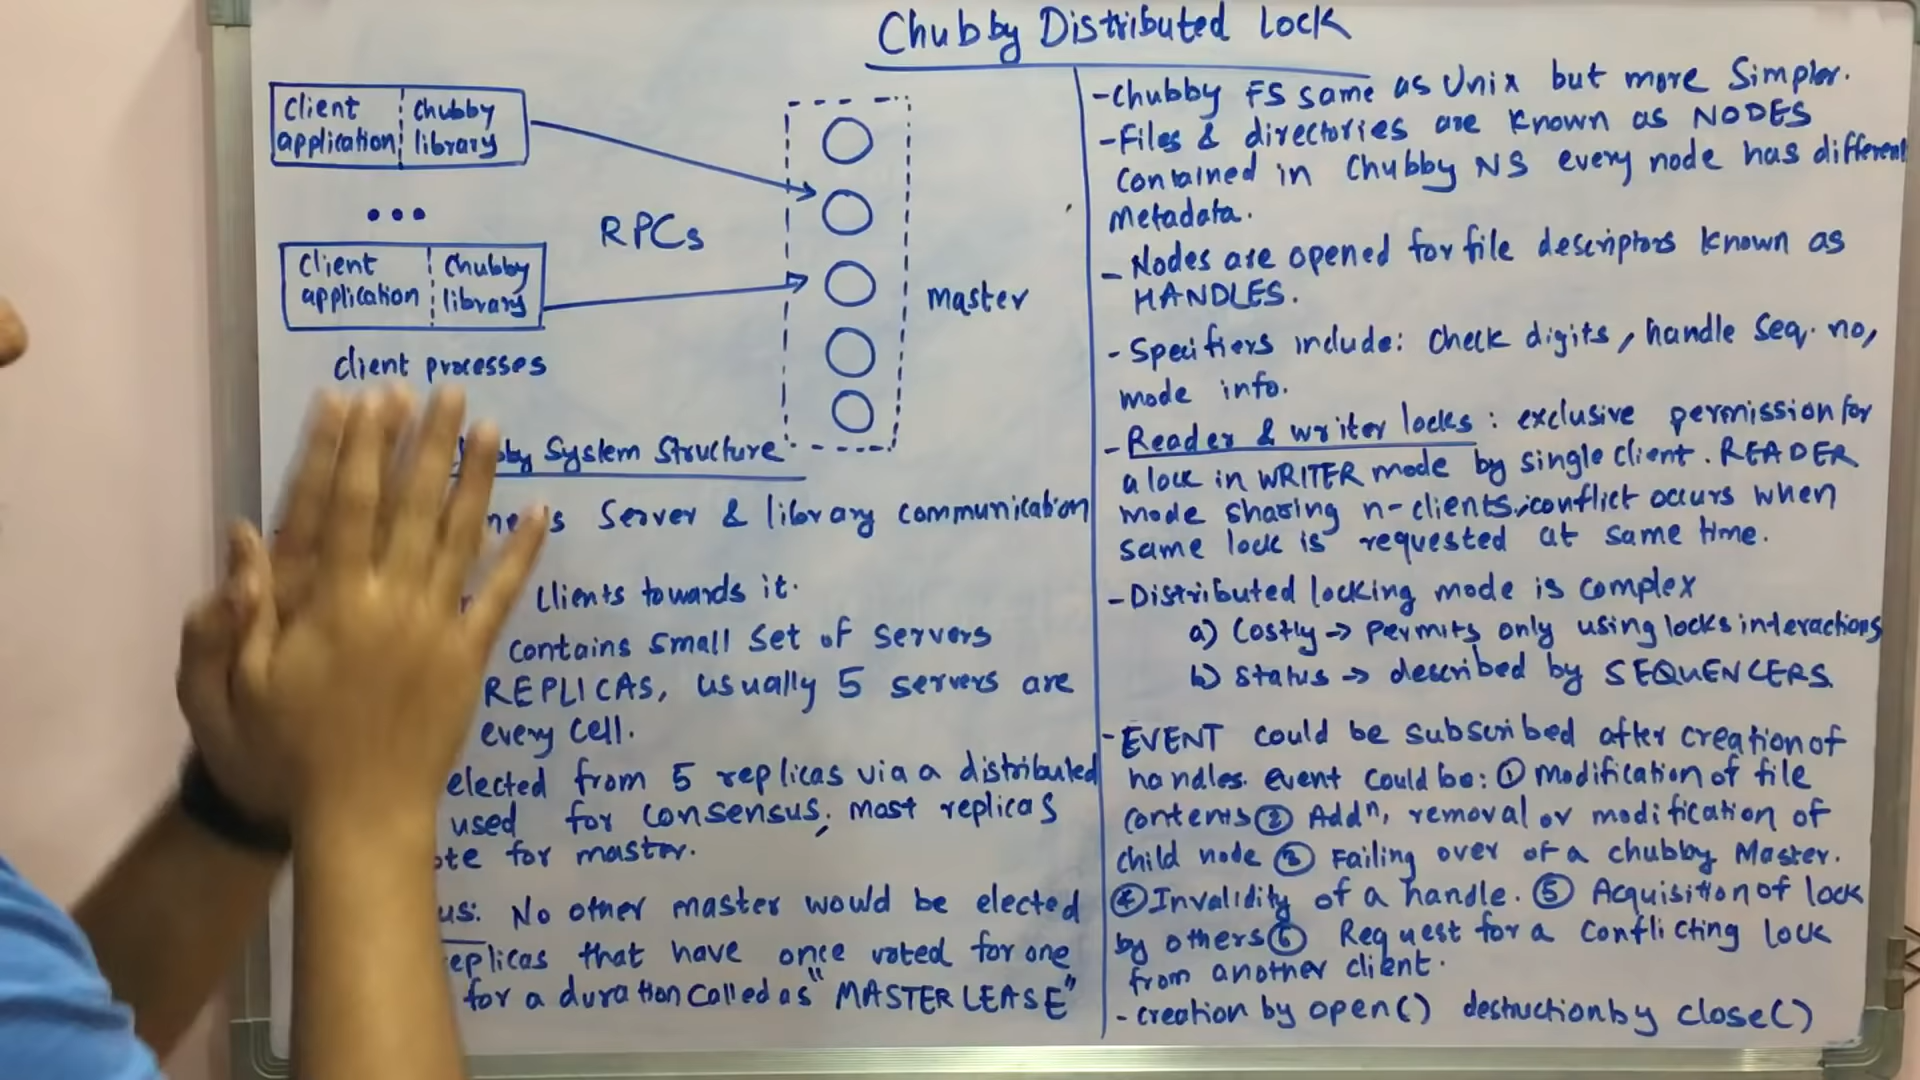 Chubby Distributed Lock
Client application
Chubby library
RPCs
Client application
Chubby library
master
client processes
System Structure
Server & library communication
Clients towards it.
contains small set of servers
REPLICAS, usually 5 servers are
every cell.
elected from 5 replicas via a distributed
used for consensus; most replicas
for master.
No other master would be elected
that have once voted for one
for a duration called as "MASTER LEASE"
- Chubby FS same as Unix but more Simpler.
- Files & directories are known as NODES
contained in Chubby NS every node has different
metadata.
- Nodes are opened for file descriptors known as
HANDLES.
- Specifiers include: Check digits, handle Seq. no,
mode info.
- Reader & writer locks: exclusive permission for
a lock in WRITER mode by single client. READER
mode sharing n-clients, conflict occurs when
same lock is requested at same time.
- Distributed locking mode is complex
a) Costly → Permits only using locks interactions
b) Status → described by SEQUENCERS.
- EVENT could be subscribed after creation of
handles. event could be: ① modification of file
contents ② Addⁿ, removal or modification of
child node ③ Failing over of a chubby Master.
④ Invalidity of a handle. ⑤ Acquisition of lock
by others ⑥ Request for a conflicting lock
from another client.
- creation by open() destruction by close()